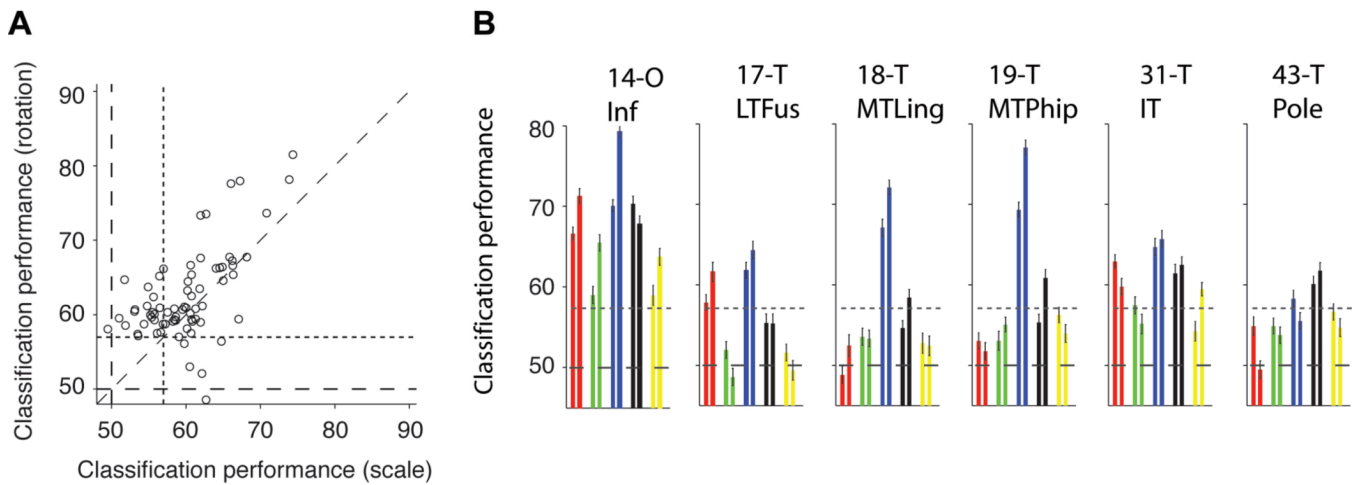 A
Classification performance (rotation)
90
80
70
60
50
50 60 70 80 90
Classification performance (scale)
B
Classification performance
80
70
60
50
14-O
Inf
17-T
LTFus
18-T
MTLing
19-T
MTPhip
31-T
IT
43-T
Pole